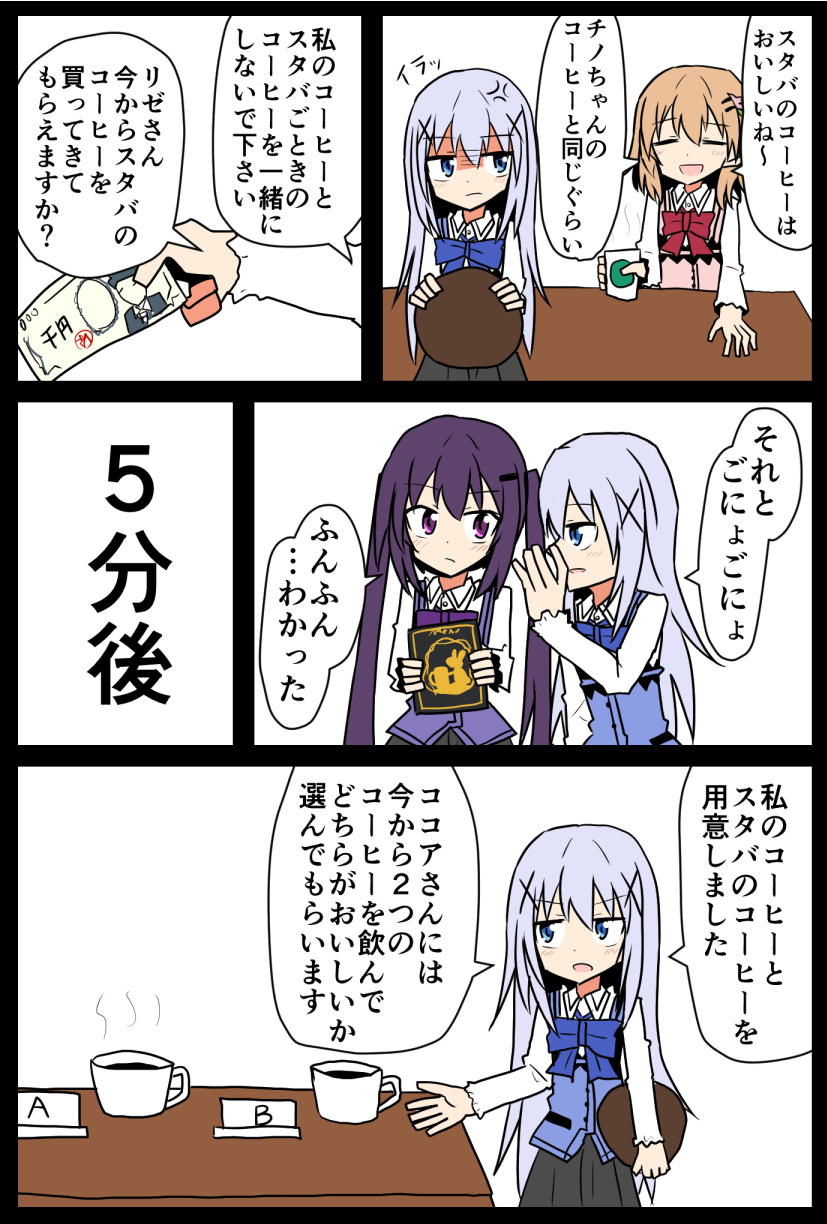 スタバのコーヒーは
おいしいね～
チノちゃんの
コーヒーと同じぐらい
イラッ
私のコーヒーと
スタバごときの
コーヒーを一緒に
しないで下さい
リゼさん
今からスタバの
コーヒーを
買ってきて
もらえますか？
千円
それと
ごにょごにょ
ふんふん
…わかった
５分後
私のコーヒーと
スタバのコーヒーを
用意しました
ココアさんには
今から２つの
コーヒーを飲んで
どちらがおいしいか
選んでもらいます
A
B